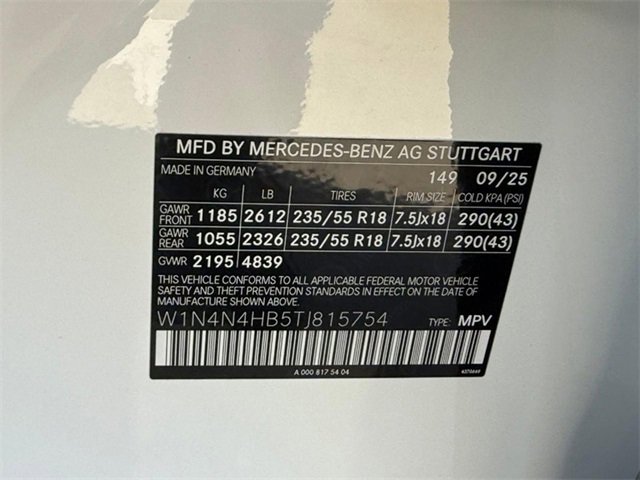 MFD BY MERCEDES-BENZ AG STUTTGART
MADE IN GERMANY 149 09/25
KG LB TIRES RIM SIZE COLD KPA (PSI)
GAWR FRONT 1185 2612 235/55 R18 7.5Jx18 290(43)
GAWR REAR 1055 2326 235/55 R18 7.5Jx18 290(43)
GVWR 2195 4839
THIS VEHICLE CONFORMS TO ALL APPLICABLE FEDERAL MOTOR VEHICLE
SAFETY AND THEFT PREVENTION STANDARDS IN EFFECT ON THE DATE
OF MANUFACTURE SHOWN ABOVE.
W1N4N4HB5TJ815754 TYPE: MPV
A 000 817 54 04